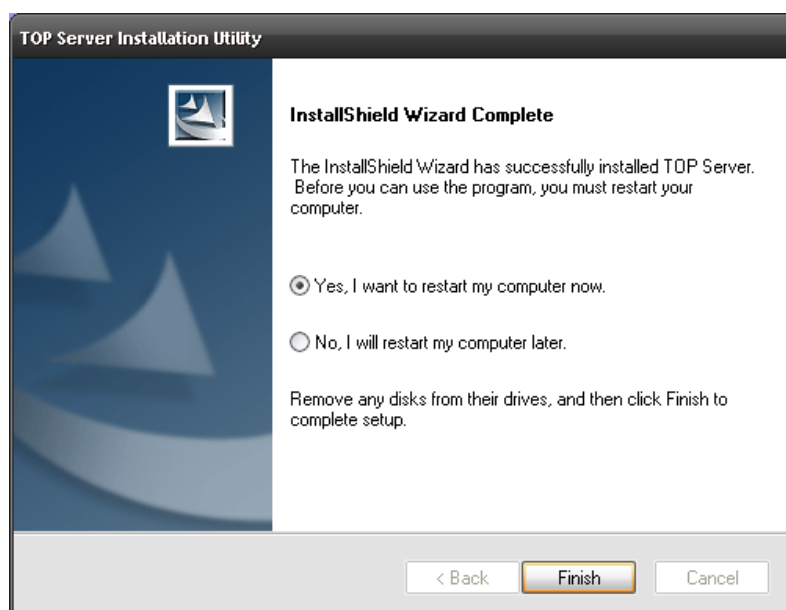 TOP Server Installation Utility
InstallShield Wizard Complete
The InstallShield Wizard has successfully installed TOP Server.
Before you can use the program, you must restart your
computer.
Yes, I want to restart my computer now.
No, I will restart my computer later.
Remove any disks from their drives, and then click Finish to
complete setup.
< Back
Finish
Cancel